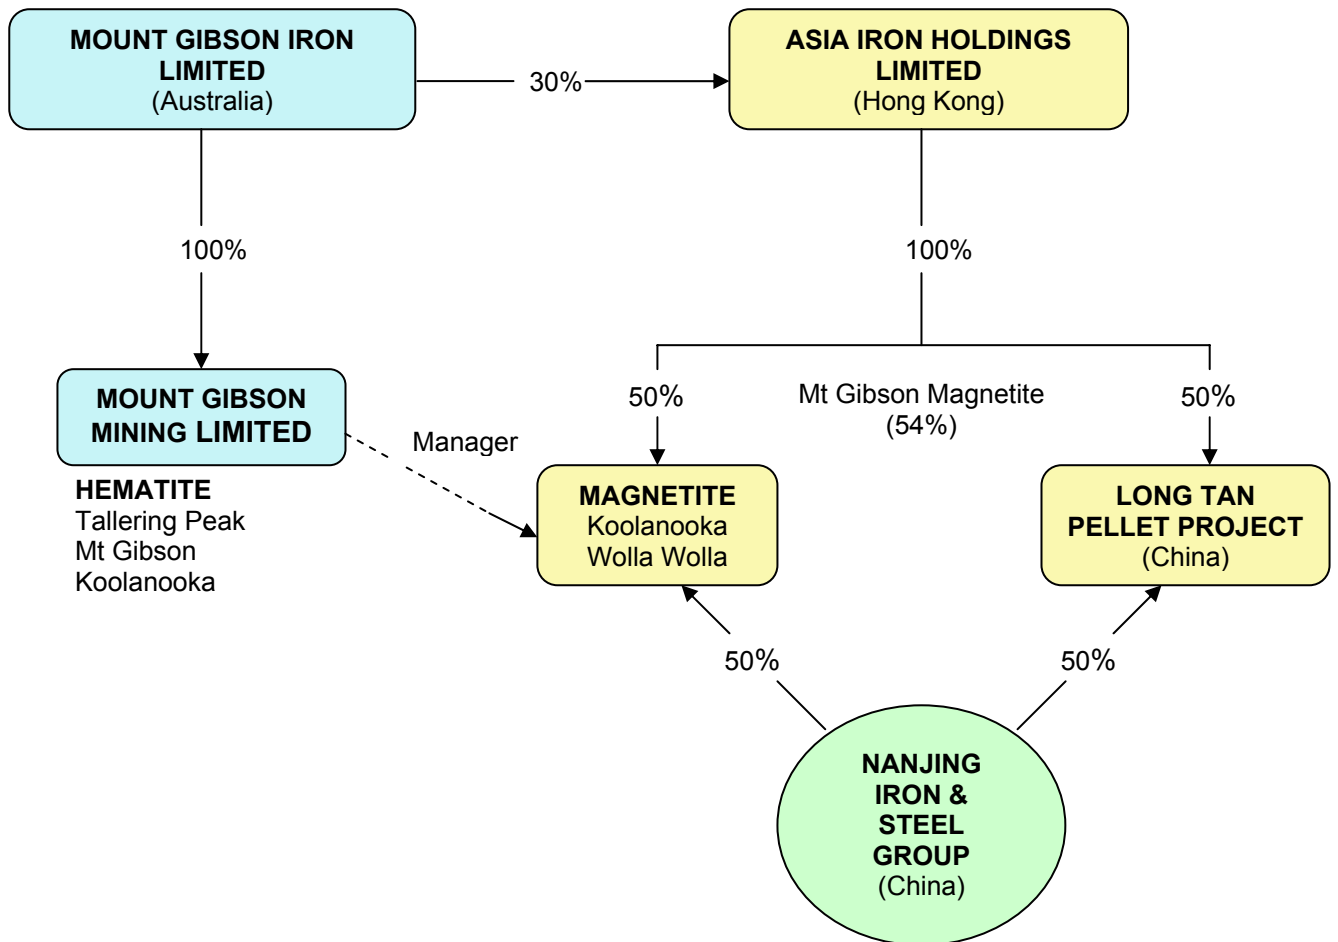 MOUNT GIBSON IRON
LIMITED
(Australia)
30%
ASIA IRON HOLDINGS
LIMITED
(Hong Kong)
100%
100%
MOUNT GIBSON
MINING LIMITED
HEMATITE
Tallering Peak
Mt Gibson
Koolanooka
Manager
50%
Mt Gibson Magnetite
(54%)
50%
MAGNETITE
Koolanooka
Wolla Wolla
LONG TAN
PELLET PROJECT
(China)
50%
50%
NANJING
IRON &
STEEL
GROUP
(China)